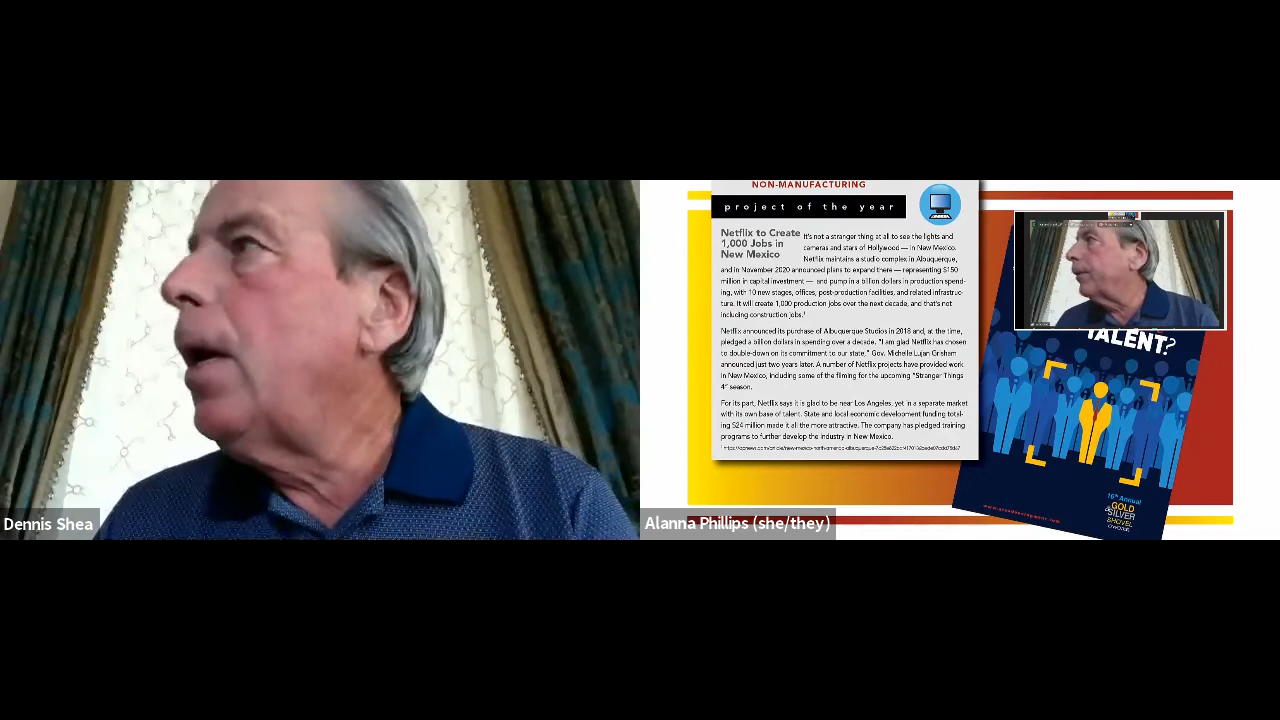 NON-MANUFACTURING
project of the year
Netflix to Create
1,000 Jobs in
New Mexico
It's not a stranger thing at all to see the lights and
cameras and stars of Hollywood — in New Mexico.
Netflix maintains a studio complex in Albuquerque,
and in November 2020 announced plans to expand there — representing $150
million in capital investment — and pump in a billion dollars in production spend-
ing, with 10 new stages, offices, post-production facilities, and related infrastruc-
ture. It will create 1,000 production jobs over the next decade, and that's not
including construction jobs.¹
Netflix announced its purchase of Albuquerque Studios in 2018 and, at the time,
pledged a billion dollars in spending over a decade. "I am glad Netflix has chosen
to double-down on its commitment to our state," Gov. Michelle Lujan Grisham
announced just two years later. A number of Netflix projects have provided work
in New Mexico, including some of the filming for the upcoming "Stranger Things
4" season.
For its part, Netflix says it is glad to be near Los Angeles, yet in a separate market
with its own base of talent. State and local economic development funding total-
ing $24 million made it all the more attractive. The company has pledged training
programs to further develop the industry in New Mexico.
TALENT?
16th Annual
GOLD
&SILVER
SHOVEL
www.areadevelopment.com
Dennis Shea
Alanna Phillips (she/they)